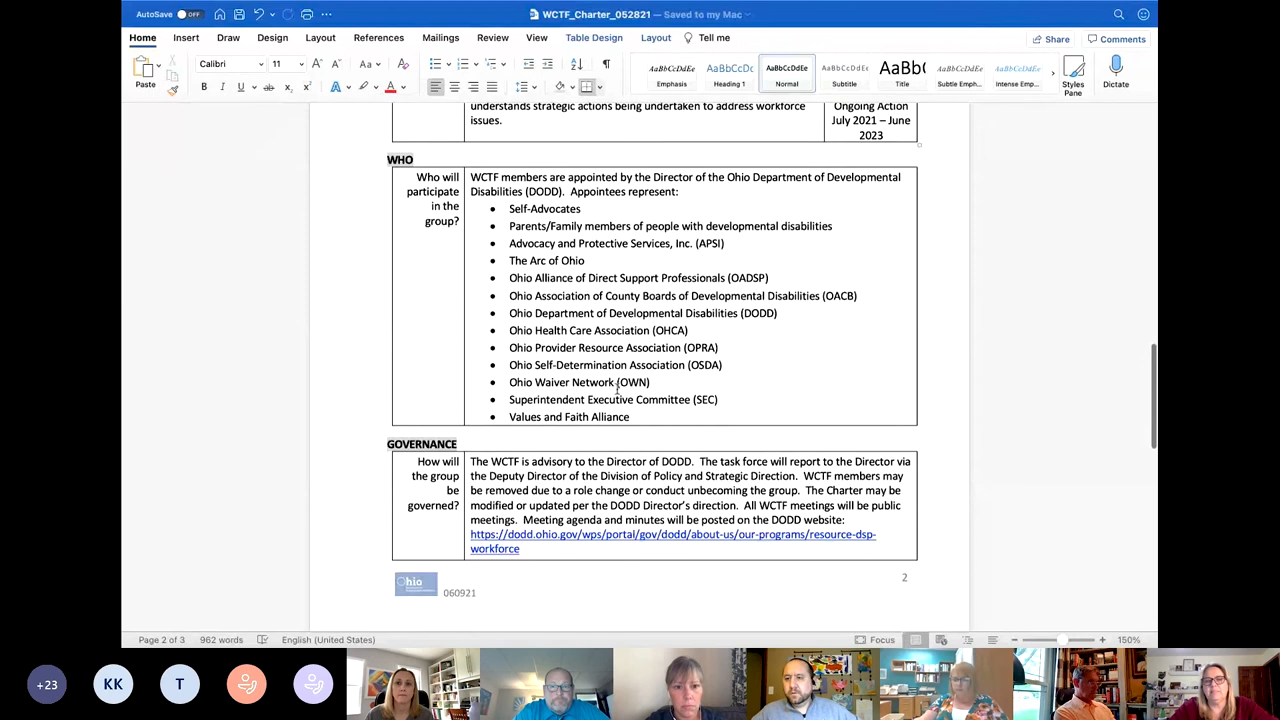 AutoSave OFF
WCTF_Charter_052821 — Saved to my Mac
Home Insert Draw Design Layout References Mailings Review View Table Design Layout Tell me
Share Comments
Paste
Calibri 11
AaBbCcDdEe AaBbCcDc AaBbCcDdEe AaBbCcDdEe AaBb( AaBbCcDdEe AaBbCcDdEe
Emphasis Heading 1 Normal Subtitle Title Subtle Emph... Intense Emp...
Styles Pane
Dictate
understands strategic actions being undertaken to address workforce
issues.
Ongoing Action
July 2021 – June
2023
WHO
Who will
participate
in the
group?
WCTF members are appointed by the Director of the Ohio Department of Developmental
Disabilities (DODD). Appointees represent:
• Self-Advocates
• Parents/Family members of people with developmental disabilities
• Advocacy and Protective Services, Inc. (APSI)
• The Arc of Ohio
• Ohio Alliance of Direct Support Professionals (OADSP)
• Ohio Association of County Boards of Developmental Disabilities (OACB)
• Ohio Department of Developmental Disabilities (DODD)
• Ohio Health Care Association (OHCA)
• Ohio Provider Resource Association (OPRA)
• Ohio Self-Determination Association (OSDA)
• Ohio Waiver Network (OWN)
• Superintendent Executive Committee (SEC)
• Values and Faith Alliance
GOVERNANCE
How will
the group
be
governed?
The WCTF is advisory to the Director of DODD. The task force will report to the Director via
the Deputy Director of the Division of Policy and Strategic Direction. WCTF members may
be removed due to a role change or conduct unbecoming the group. The Charter may be
modified or updated per the DODD Director's direction. All WCTF meetings will be public
meetings. Meeting agenda and minutes will be posted on the DODD website:
https://dodd.ohio.gov/wps/portal/gov/dodd/about-us/our-programs/resource-dsp-
workforce
Ohio
060921
2
Page 2 of 3 962 words English (United States) Focus 150%
+23 KK T